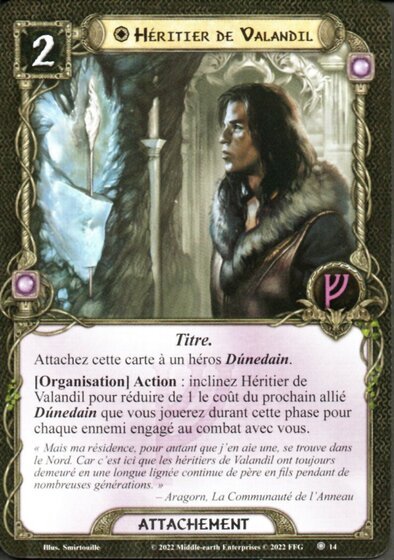 2
Héritier de Valandil
Titre.
Attachez cette carte à un héros Dúnedain.
[Organisation] Action : inclinez Héritier de
Valandil pour réduire de 1 le coût du prochain allié
Dúnedain que vous jouerez durant cette phase pour
chaque ennemi engagé au combat avec vous.
« Mais ma résidence, pour autant que j'en aie une, se trouve
dans le Nord. Car c'est ici que les héritiers de Valandil ont toujours
demeuré en une longue lignée continue de père en fils pendant de
nombreuses générations. »
– Aragorn, La Communauté de l'Anneau
Attachement
Illus. Smirtouille © 2022 Middle-earth Enterprises © 2022 FFG 14